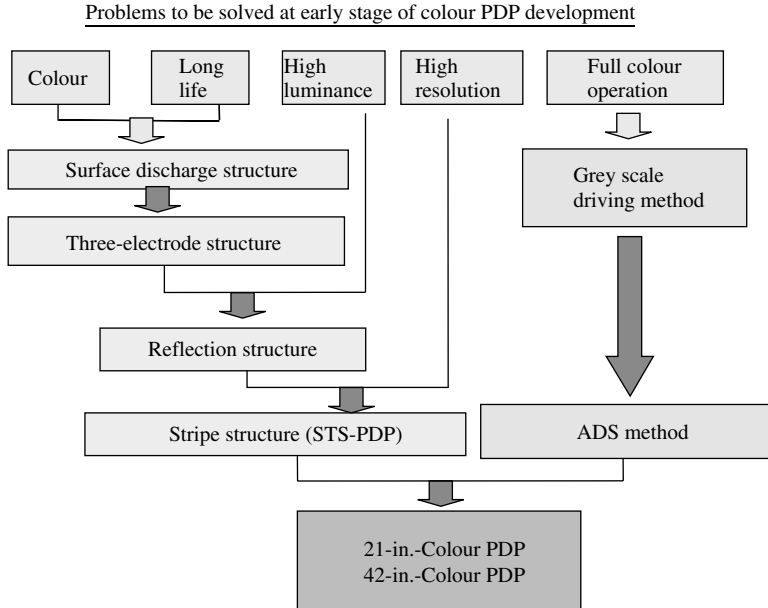 Problems to be solved at early stage of colour PDP development
Colour
Long
life
High
luminance
High
resolution
Full colour
operation
Surface discharge structure
Grey scale
driving method
Three-electrode structure
Reflection structure
Stripe structure (STS-PDP)
ADS method
21-in.-Colour PDP
42-in.-Colour PDP